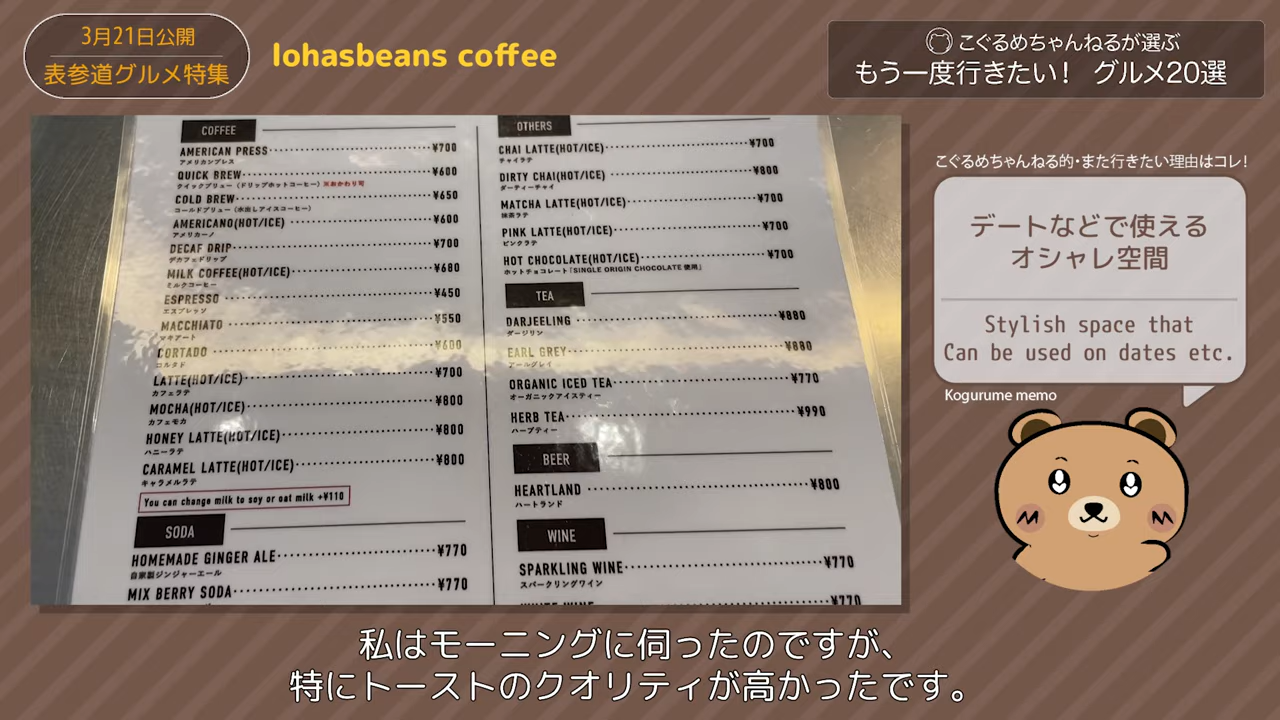 3月21日公開
表参道グルメ特集
lohasbeans coffee
こぐるめちゃんねるが選ぶ
もう一度行きたい! グルメ20選
COFFEE
AMERICAN PRESS ¥700
アメリカンプレス
QUICK BREW ¥600
クイックブリュー（ドリップホットコーヒー）※おかわり可
COLD BREW ¥650
コールドブリュー（水出しアイスコーヒー）
AMERICANO(HOT/ICE) ¥600
アメリカーノ
DECAF DRIP ¥700
デカフェドリップ
MILK COFFEE(HOT/ICE) ¥680
ミルクコーヒー
ESPRESSO ¥450
エスプレッソ
MACCHIATO ¥550
マキアート
CORTADO ¥600
コルタド
LATTE(HOT/ICE) ¥700
カフェラテ
MOCHA(HOT/ICE) ¥800
カフェモカ
HONEY LATTE(HOT/ICE) ¥800
ハニーラテ
CARAMEL LATTE(HOT/ICE) ¥800
キャラメルラテ
You can change milk to soy or oat milk +¥110
SODA
HOMEMADE GINGER ALE ¥770
自家製ジンジャーエール
MIX BERRY SODA ¥770
OTHERS
CHAI LATTE(HOT/ICE) ¥700
チャイラテ
DIRTY CHAI(HOT/ICE) ¥800
ダーティーチャイ
MATCHA LATTE(HOT/ICE) ¥700
抹茶ラテ
PINK LATTE(HOT/ICE) ¥700
ピンクラテ
HOT CHOCOLATE(HOT/ICE) ¥700
ホットチョコレート「SINGLE ORIGIN CHOCOLATE 使用」
TEA
DARJEELING ¥880
ダージリン
EARL GREY ¥880
アールグレイ
ORGANIC ICED TEA ¥770
オーガニックアイスティー
HERB TEA ¥990
ハーブティー
BEER
HEARTLAND ¥800
ハートランド
WINE
SPARKLING WINE ¥770
スパークリングワイン
¥770
こぐるめちゃんねる的・また行きたい理由はコレ!
デートなどで使える
オシャレ空間
Stylish space that
Can be used on dates etc.
Kogurume memo
私はモーニングに伺ったのですが、
特にトーストのクオリティが高かったです。